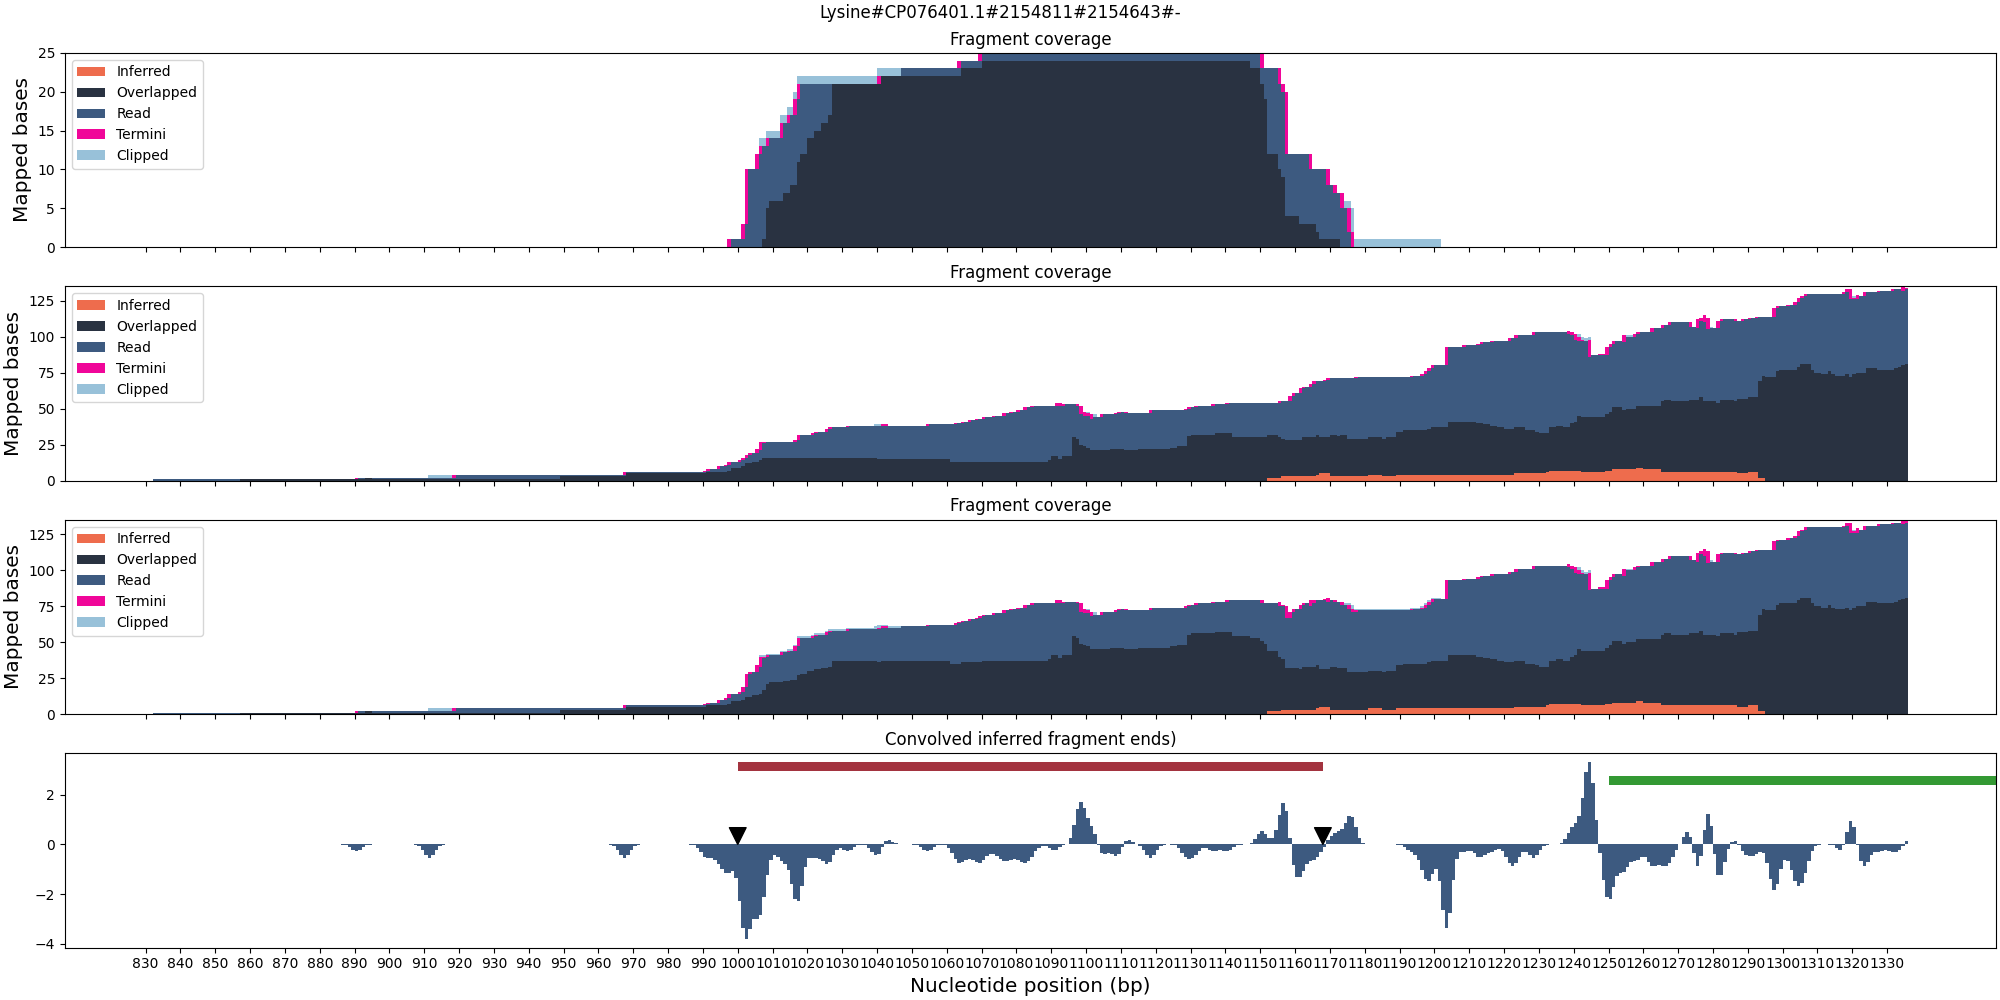 Lysine#CP076401.1#2154811#2154643#-
Fragment coverage
Mapped bases
25
20
15
10
5
0
Inferred
Overlapped
Read
Termini
Clipped
Fragment coverage
Mapped bases
125
100
75
50
25
0
Inferred
Overlapped
Read
Termini
Clipped
Fragment coverage
Mapped bases
125
100
75
50
25
0
Inferred
Overlapped
Read
Termini
Clipped
Convolved inferred fragment ends)
2
0
−2
−4
830 840 850 860 870 880 890 900 910 920 930 940 950 960 970 980 990 1000 1010 1020 1030 1040 1050 1060 1070 1080 1090 1100 1110 1120 1130 1140 1150 1160 1170 1180 1190 1200 1210 1220 1230 1240 1250 1260 1270 1280 1290 1300 1310 1320 1330
Nucleotide position (bp)